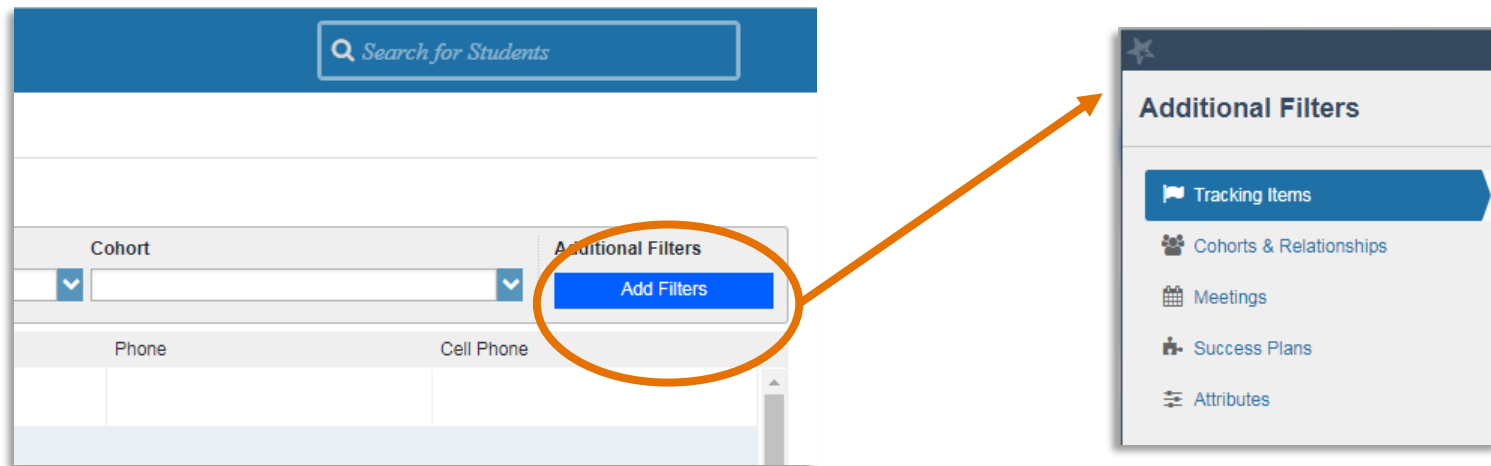 Search for Students
Cohort
Additional Filters
Add Filters
Phone
Cell Phone
Additional Filters
Tracking Items
Cohorts & Relationships
Meetings
Success Plans
Attributes